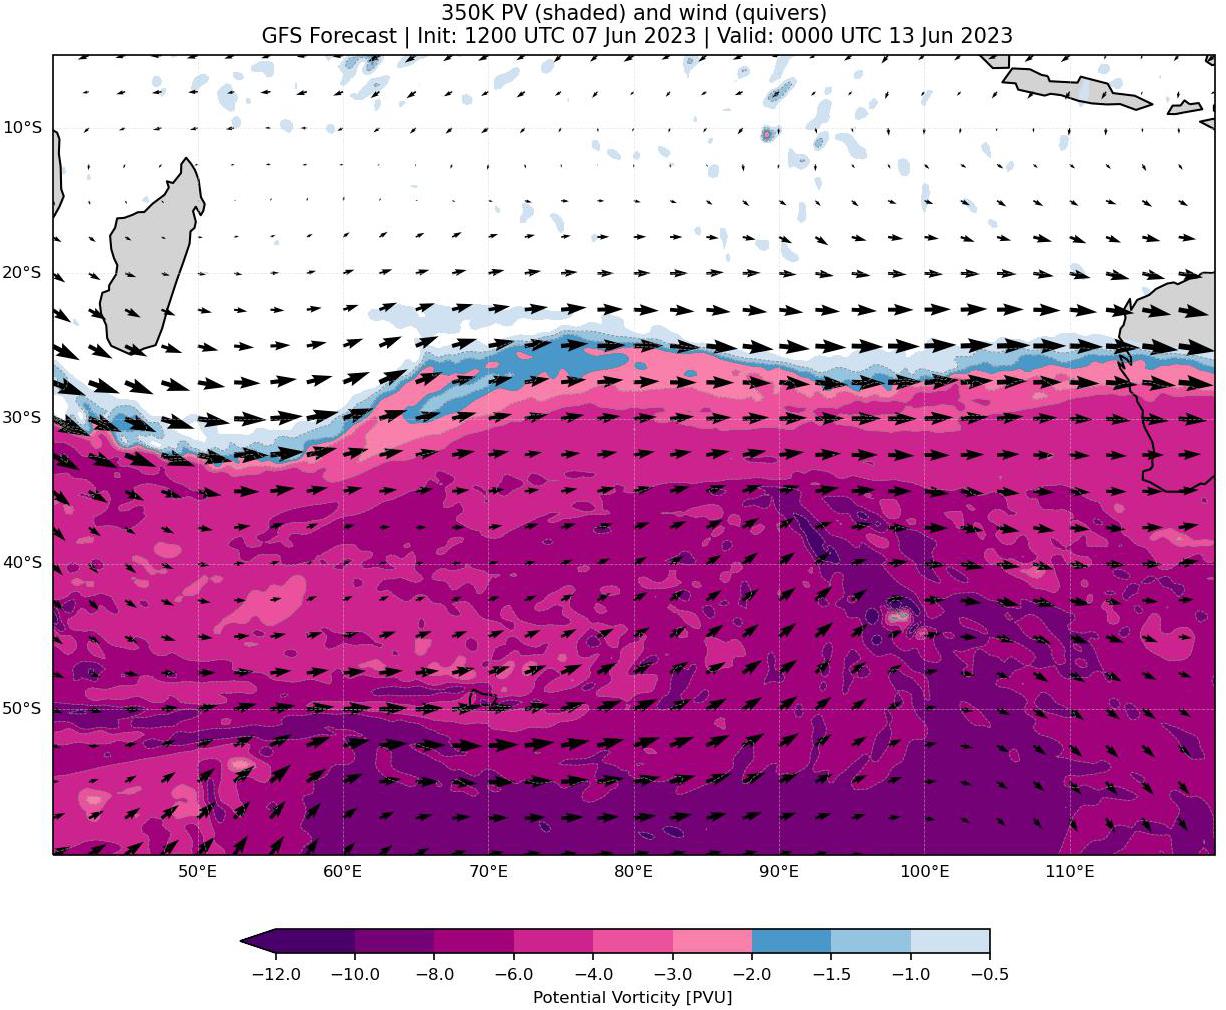 350K PV (shaded) and wind (quivers)
GFS Forecast | Init: 1200 UTC 07 Jun 2023 | Valid: 0000 UTC 13 Jun 2023
10°S
20°S
30°S
40°S
50°S
50°E 60°E 70°E 80°E 90°E 100°E 110°E
−12.0 −10.0 −8.0 −6.0 −4.0 −3.0 −2.0 −1.5 −1.0 −0.5
Potential Vorticity [PVU]